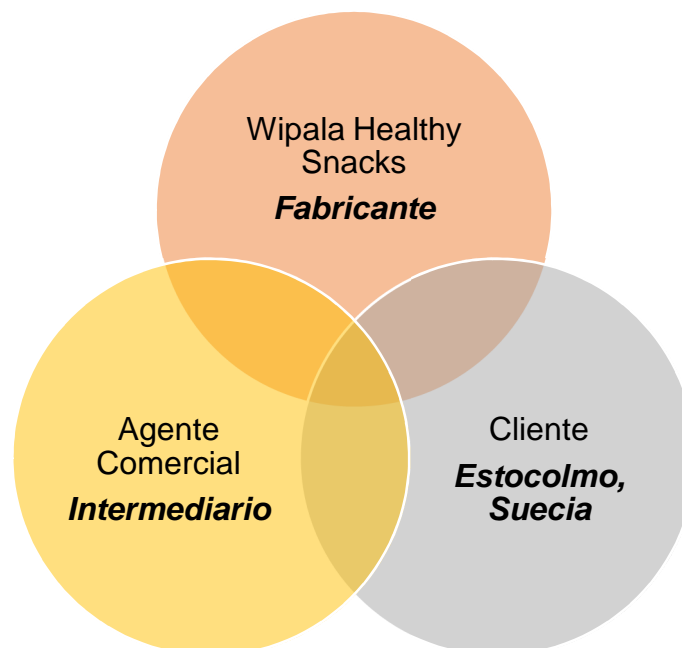 Wipala Healthy
Snacks
Fabricante
Agente
Comercial
Intermediario
Cliente
Estocolmo,
Suecia